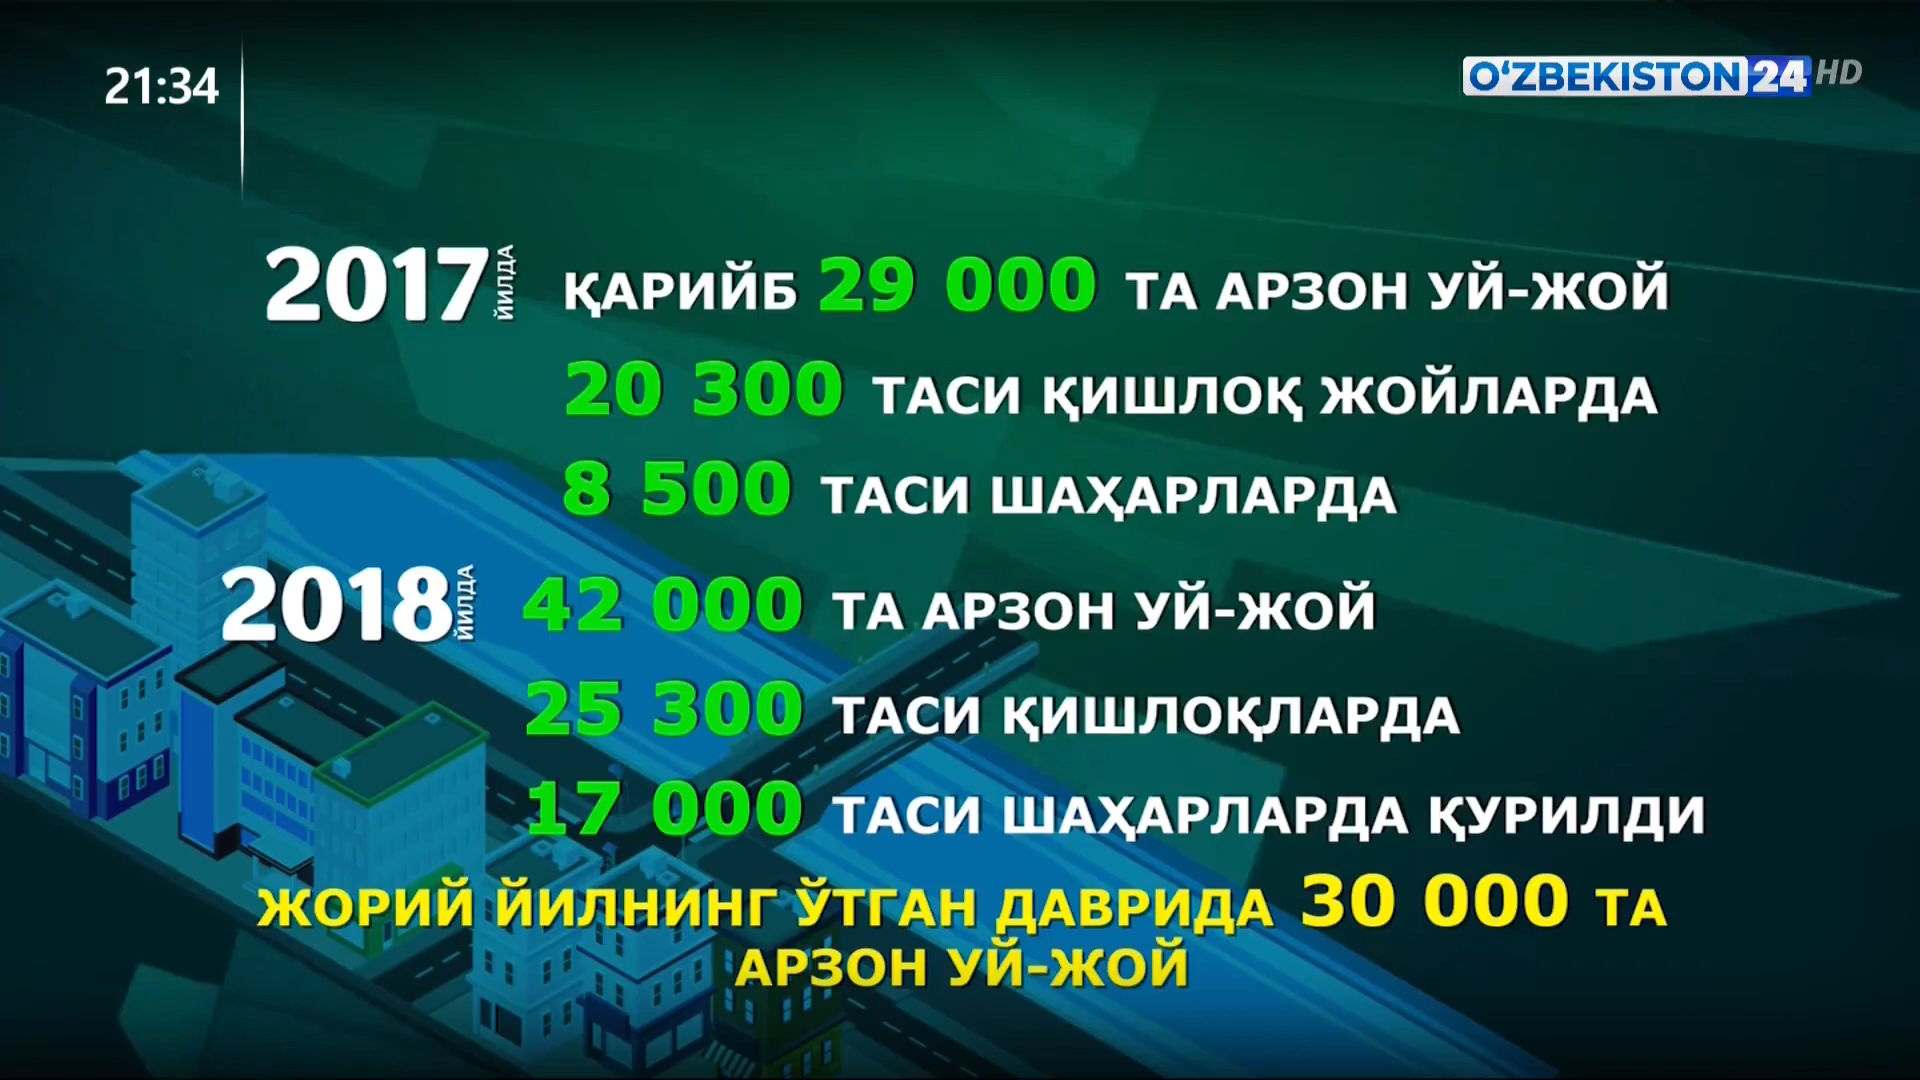 21:34
O‘ZBEKISTON 24 HD
2017 ЙИЛДА ҚАРИЙБ 29 000 ТА АРЗОН УЙ-ЖОЙ
20 300 ТАСИ ҚИШЛОҚ ЖОЙЛАРДА
8 500 ТАСИ ШАҲАРЛАРДА
2018 ЙИЛДА 42 000 ТА АРЗОН УЙ-ЖОЙ
25 300 ТАСИ ҚИШЛОҚЛАРДА
17 000 ТАСИ ШАҲАРЛАРДА ҚУРИЛДИ
ЖОРИЙ ЙИЛНИНГ ЎТГАН ДАВРИДА 30 000 ТА
АРЗОН УЙ-ЖОЙ